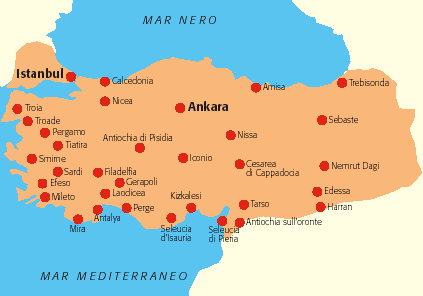 MAR NERO
Istanbul
Calcedonia
Amisa
Trebisonda
Nicea
Troia
Ankara
Troade
Sebaste
Pergamo
Antiochia di Pisidia
Nissa
Tiatira
Smirne
Iconio
Cesarea
di Cappadocia
Nemrut Dagi
Sardi
Filadelfia
Efeso
Gerapoli
Edessa
Mileto
Laodicea
Kizkalesi
Antalya
Perge
Tarso
Harran
Mira
Seleucia
d'Isauria
Seleucia
di Pieria
Antiochia sull'oronte
MAR MEDITERRANEO